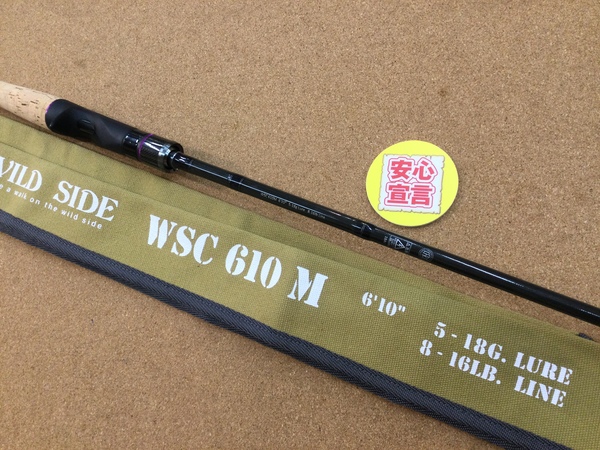 安心
宣言
VILD SIDE
e a walk on the wild side
WSC 610 M
6'10"
5 - 18G. LURE
8 - 16LB. LINE